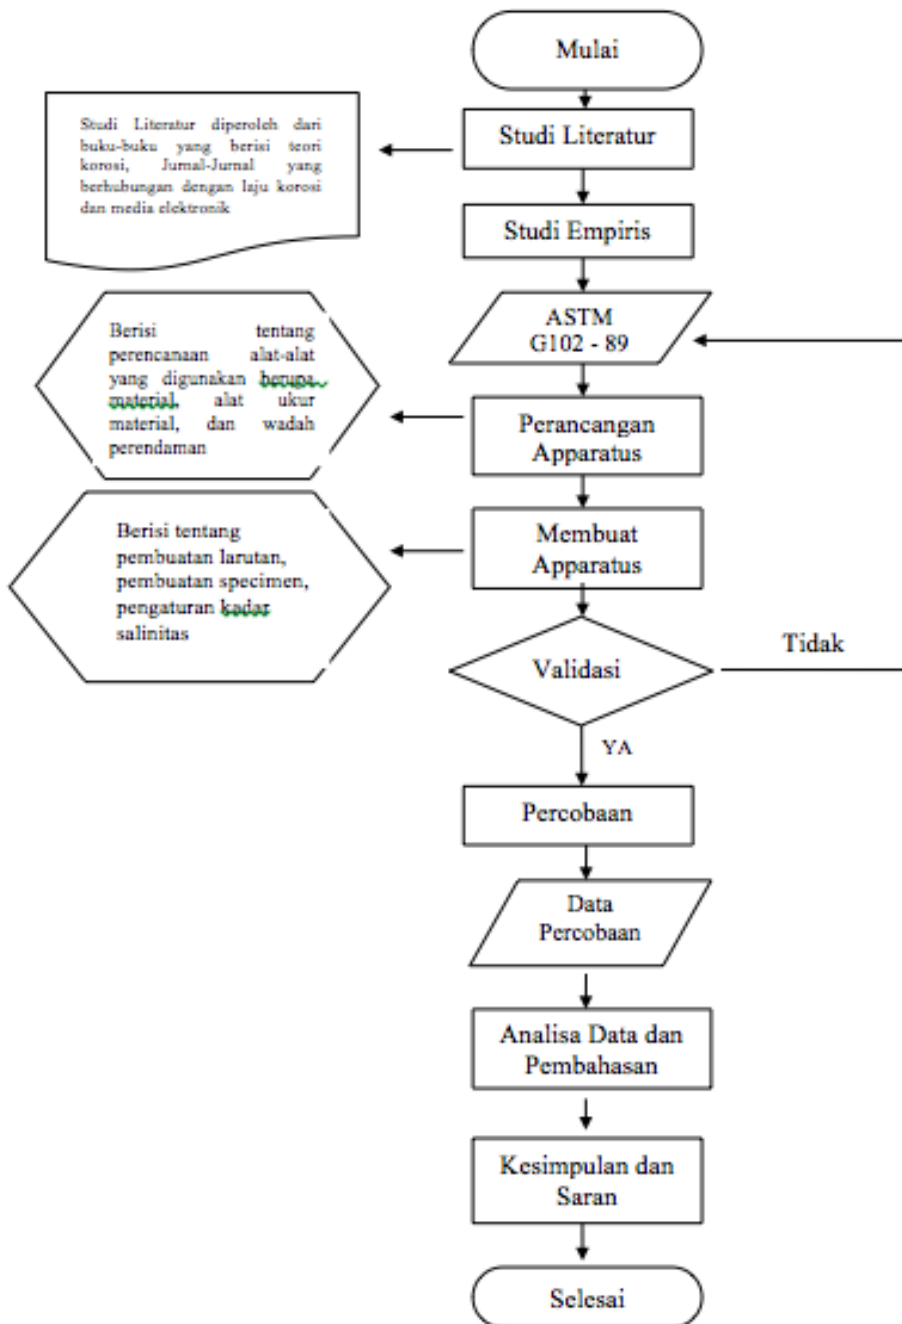 Mulai
Studi Literatur diperoleh dari
buku-buku yang berisi teori
korosi, Jurnal-Jurnal yang
berhubungan dengan laju korosi
dan media elektronik
Studi Literatur
Studi Empiris
ASTM
G102 - 89
Berisi tentang
perencanaan alat-alat
yang digunakan berupa
material, alat ukur
material, dan wadah
perendaman
Perancangan
Apparatus
Berisi tentang
pembuatan larutan,
pembuatan specimen,
pengaturan kadar
salinitas
Membuat
Apparatus
Validasi
Tidak
YA
Percobaan
Data
Percobaan
Analisa Data dan
Pembahasan
Kesimpulan dan
Saran
Selesai